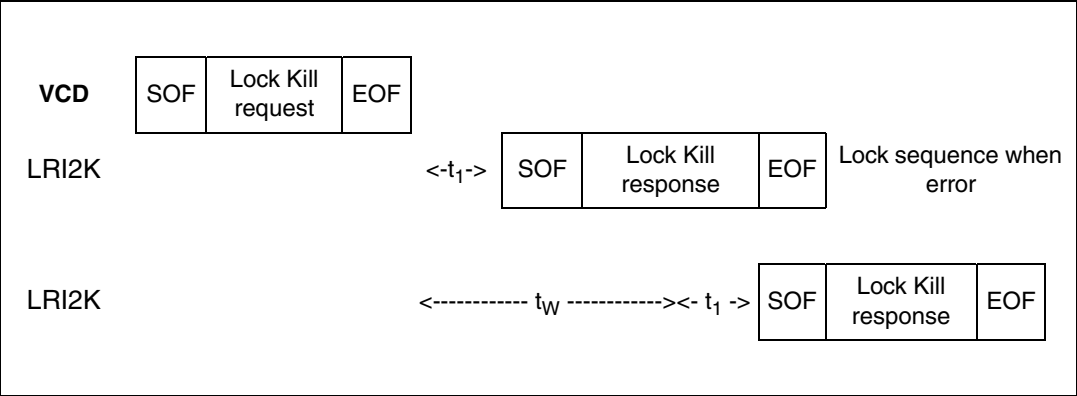 VCD SOF Lock Kill request EOF
LRI2K <-t1-> SOF Lock Kill response EOF Lock sequence when error
LRI2K <------------ tW ------------><- t1 -> SOF Lock Kill response EOF